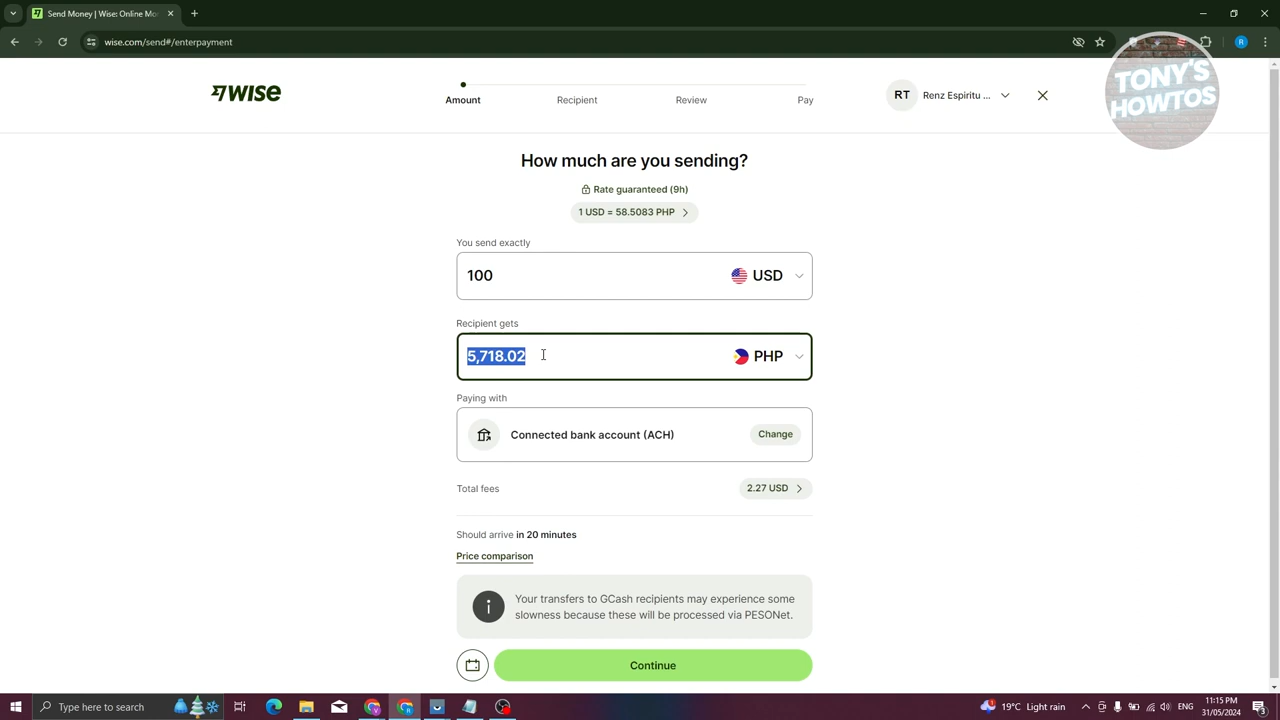 Send Money | Wise: Online Mo
wise.com/send#/enterpayment
R
TONY'S
HOWTOS
WISE
Amount
Recipient
Review
Pay
RT
Renz Espiritu ...
How much are you sending?
Rate guaranteed (9h)
1 USD = 58.5083 PHP
You send exactly
100
USD
Recipient gets
5,718.02
PHP
Paying with
Connected bank account (ACH)
Change
Total fees
2.27 USD
Should arrive in 20 minutes
Price comparison
Your transfers to GCash recipients may experience some
slowness because these will be processed via PESONet.
Continue
Type here to search
19°C Light rain
ENG
11:15 PM
31/05/2024